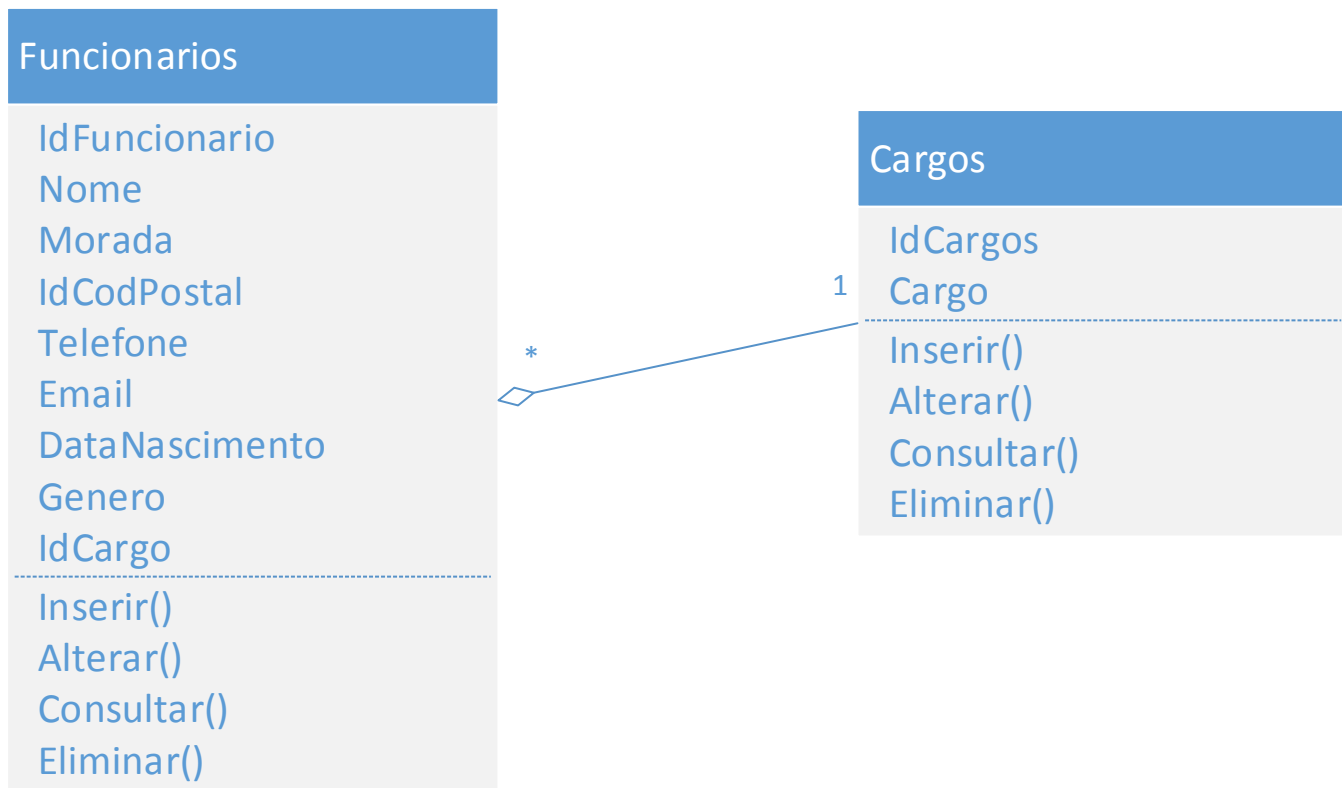 Funcionarios
IdFuncionario
Nome
Morada
IdCodPostal
Telefone
Email
DataNascimento
Genero
IdCargo
Inserir()
Alterar()
Consultar()
Eliminar()
*
1
Cargos
IdCargos
Cargo
Inserir()
Alterar()
Consultar()
Eliminar()